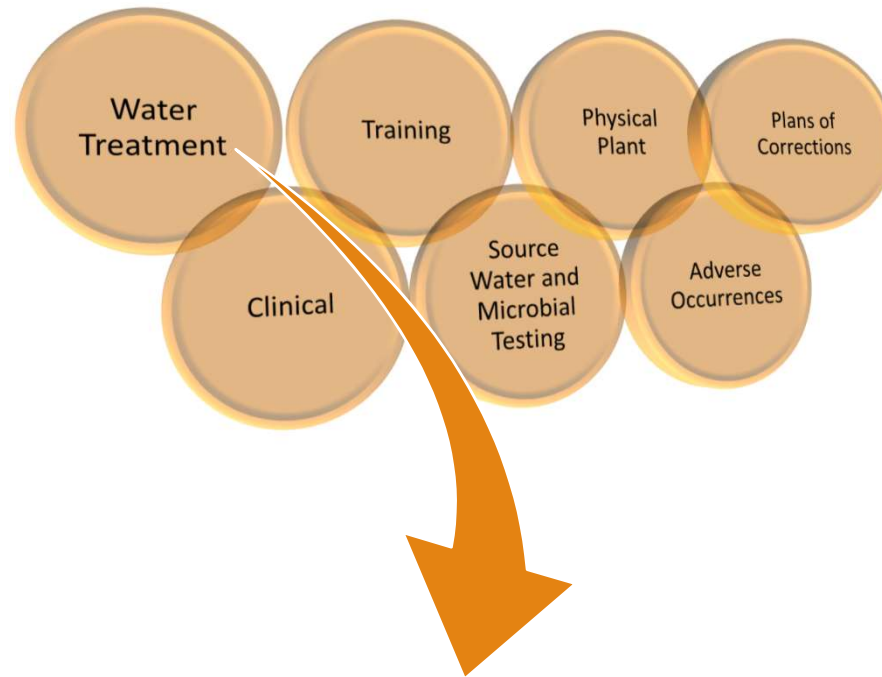 Water
Treatment
Training
Physical
Plant
Plans of
Corrections
Clinical
Source
Water and
Microbial
Testing
Adverse
Occurrences